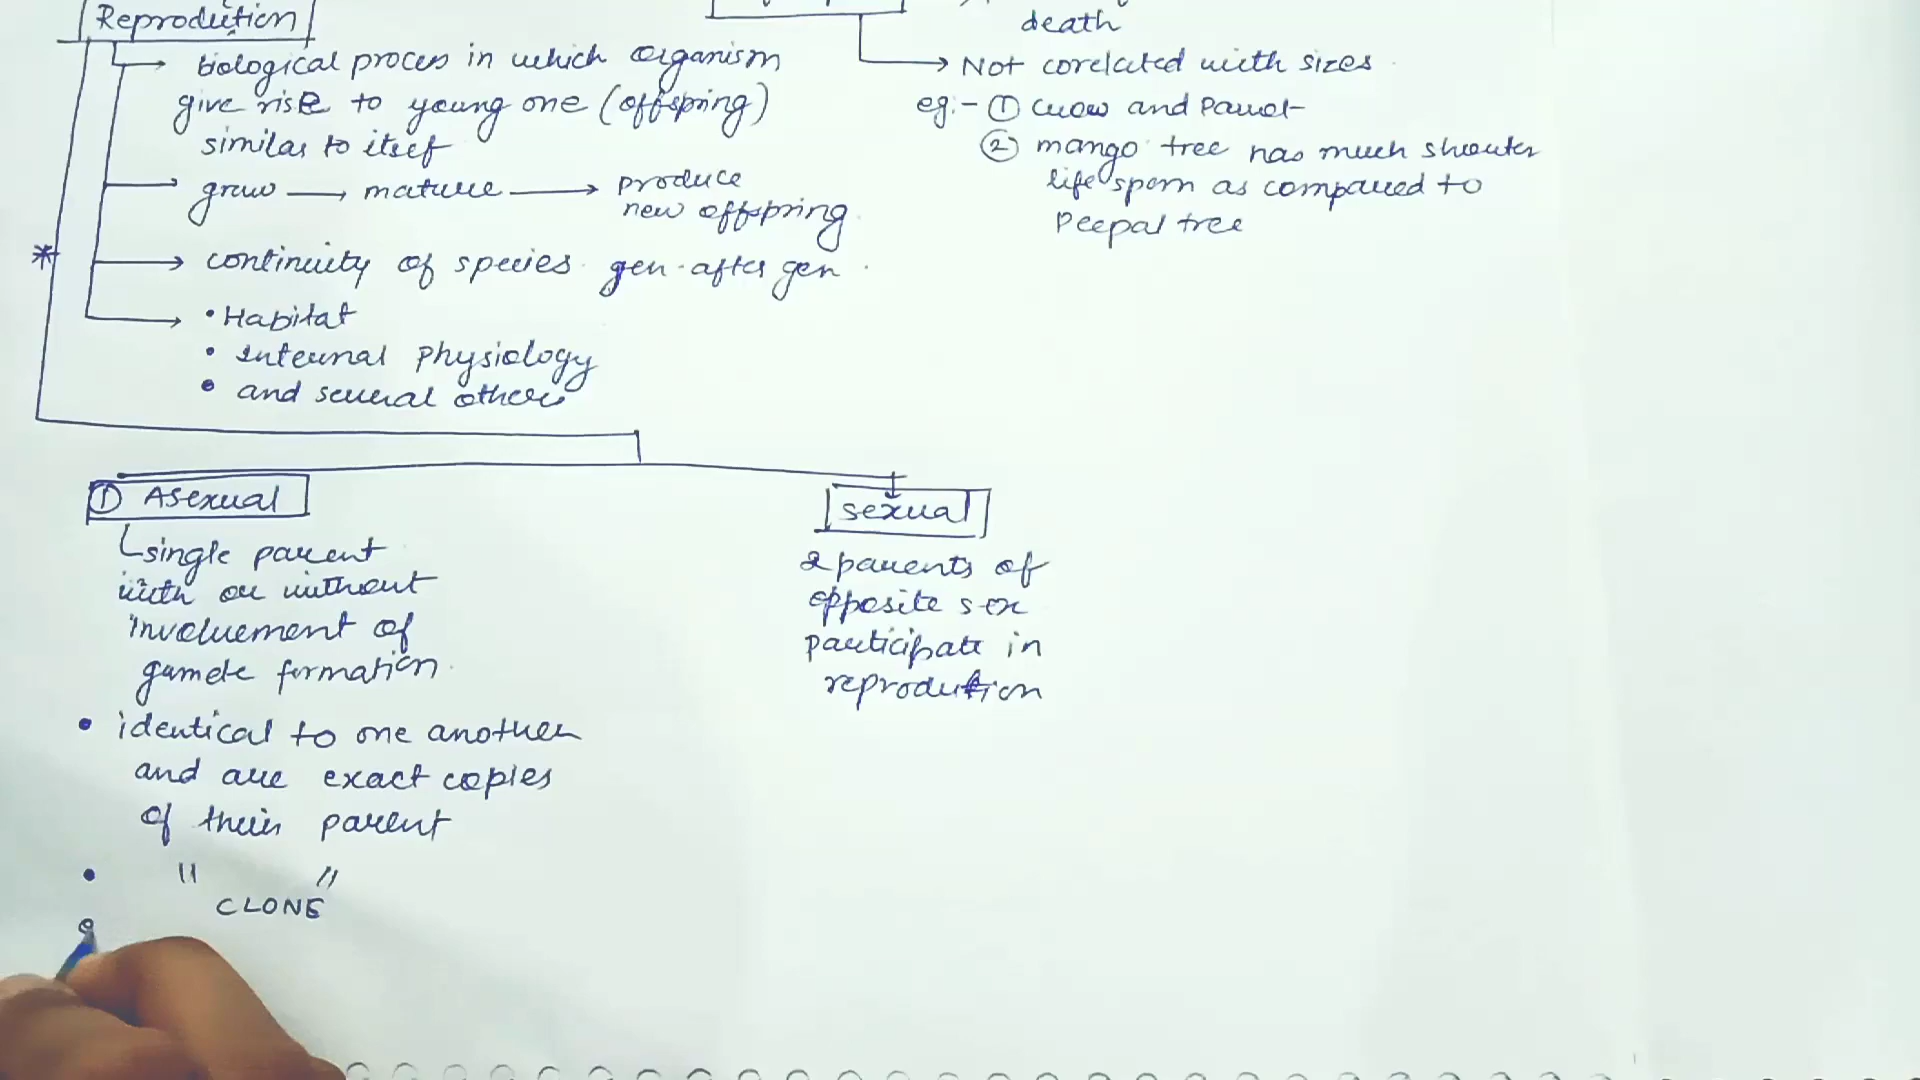 Reproduction
biological proces in which organism
give rise to young one (offspring)
similar to itself
grow → mature → produce
new offspring
continuity of species gen. after gen.
• Habitat
• internal physiology
• and several others
death
→ Not corelated with sizes
eg:- ① crow and Parrot
② mango tree has much shorter
life span as compared to
Peepal tree
① Asexual
single parent
with or without
involvement of
gamete formation
• identical to one another
and are exact copies
of their parent
• " "
CLONE
sexual
2 parents of
opposite sex
participate in
reproduction